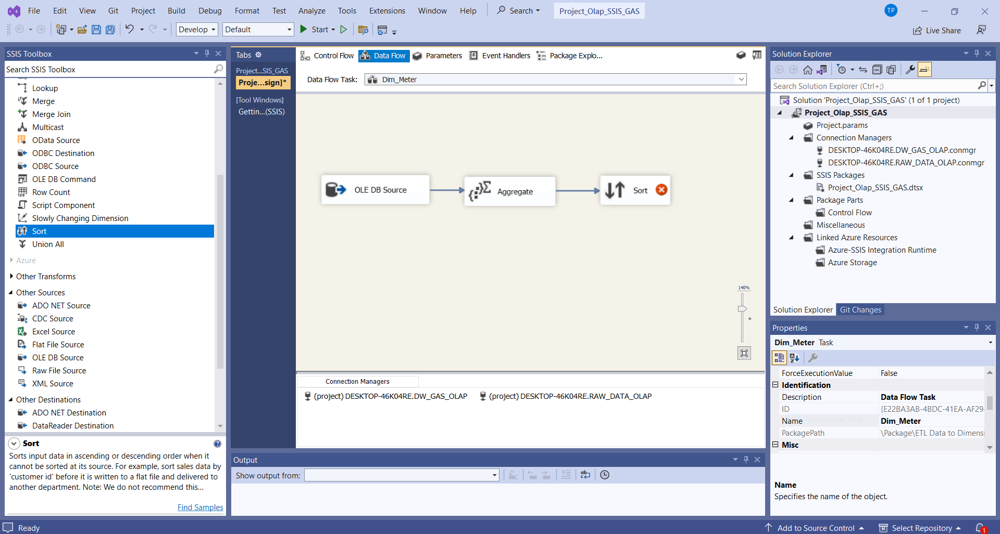 File Edit View Git Project Build Debug Format Test Analyze Tools Extensions Window Help Search Project_Olap_SSIS_GAS TP
Develop Default Start Live Share
SSIS Toolbox
Search SSIS Toolbox
Lookup
Merge
Merge Join
Multicast
OData Source
ODBC Destination
ODBC Source
OLE DB Command
Row Count
Script Component
Slowly Changing Dimension
Sort
Union All
Azure
Other Transforms
Other Sources
ADO NET Source
CDC Source
Excel Source
Flat File Source
OLE DB Source
Raw File Source
XML Source
Other Destinations
ADO NET Destination
DataReader Destination
Sort
Sorts input data in ascending or descending order when it
cannot be sorted at its source. For example, sort sales data by
'customer id' before it is written to a flat file and delivered to
another department. Note: We do not recommend this...
Find Samples
Tabs
Project...SIS_GAS
Proje...sign]*
[Tool Windows]
Gettin...(SSIS)
Control Flow Data Flow Parameters Event Handlers Package Explo...
Data Flow Task: Dim_Meter
OLE DB Source Aggregate Sort
140%
Connection Managers
(project) DESKTOP-46K04RE.DW_GAS_OLAP (project) DESKTOP-46K04RE.RAW_DATA_OLAP
Output
Show output from:
Solution Explorer
Search Solution Explorer (Ctrl+;)
Solution 'Project_Olap_SSIS_GAS' (1 of 1 project)
Project_Olap_SSIS_GAS
Project.params
Connection Managers
DESKTOP-46K04RE.DW_GAS_OLAP.conmgr
DESKTOP-46K04RE.RAW_DATA_OLAP.conmgr
SSIS Packages
Project_Olap_SSIS_GAS.dtsx
Package Parts
Control Flow
Miscellaneous
Linked Azure Resources
Azure-SSIS Integration Runtime
Azure Storage
Solution Explorer Git Changes
Properties
Dim_Meter Task
ForceExecutionValue False
Identification
Description Data Flow Task
ID {E22BA3AB-4BDC-41EA-AF29-
Name Dim_Meter
PackagePath \Package\ETL Data to Dimensi
Misc
Name
Specifies the name of the object.
Ready Add to Source Control Select Repository 1